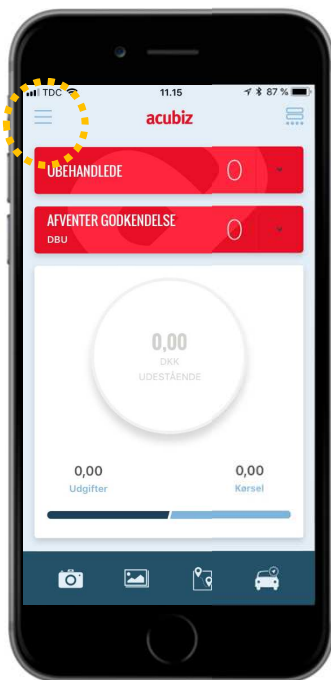 TDC 11.15 87 %
acubiz
UBEHANDLEDE 0
AFVENTER GODKENDELSE 0
DBU
0,00
DKK
UDESTÅENDE
0,00 0,00
Udgifter Kørsel